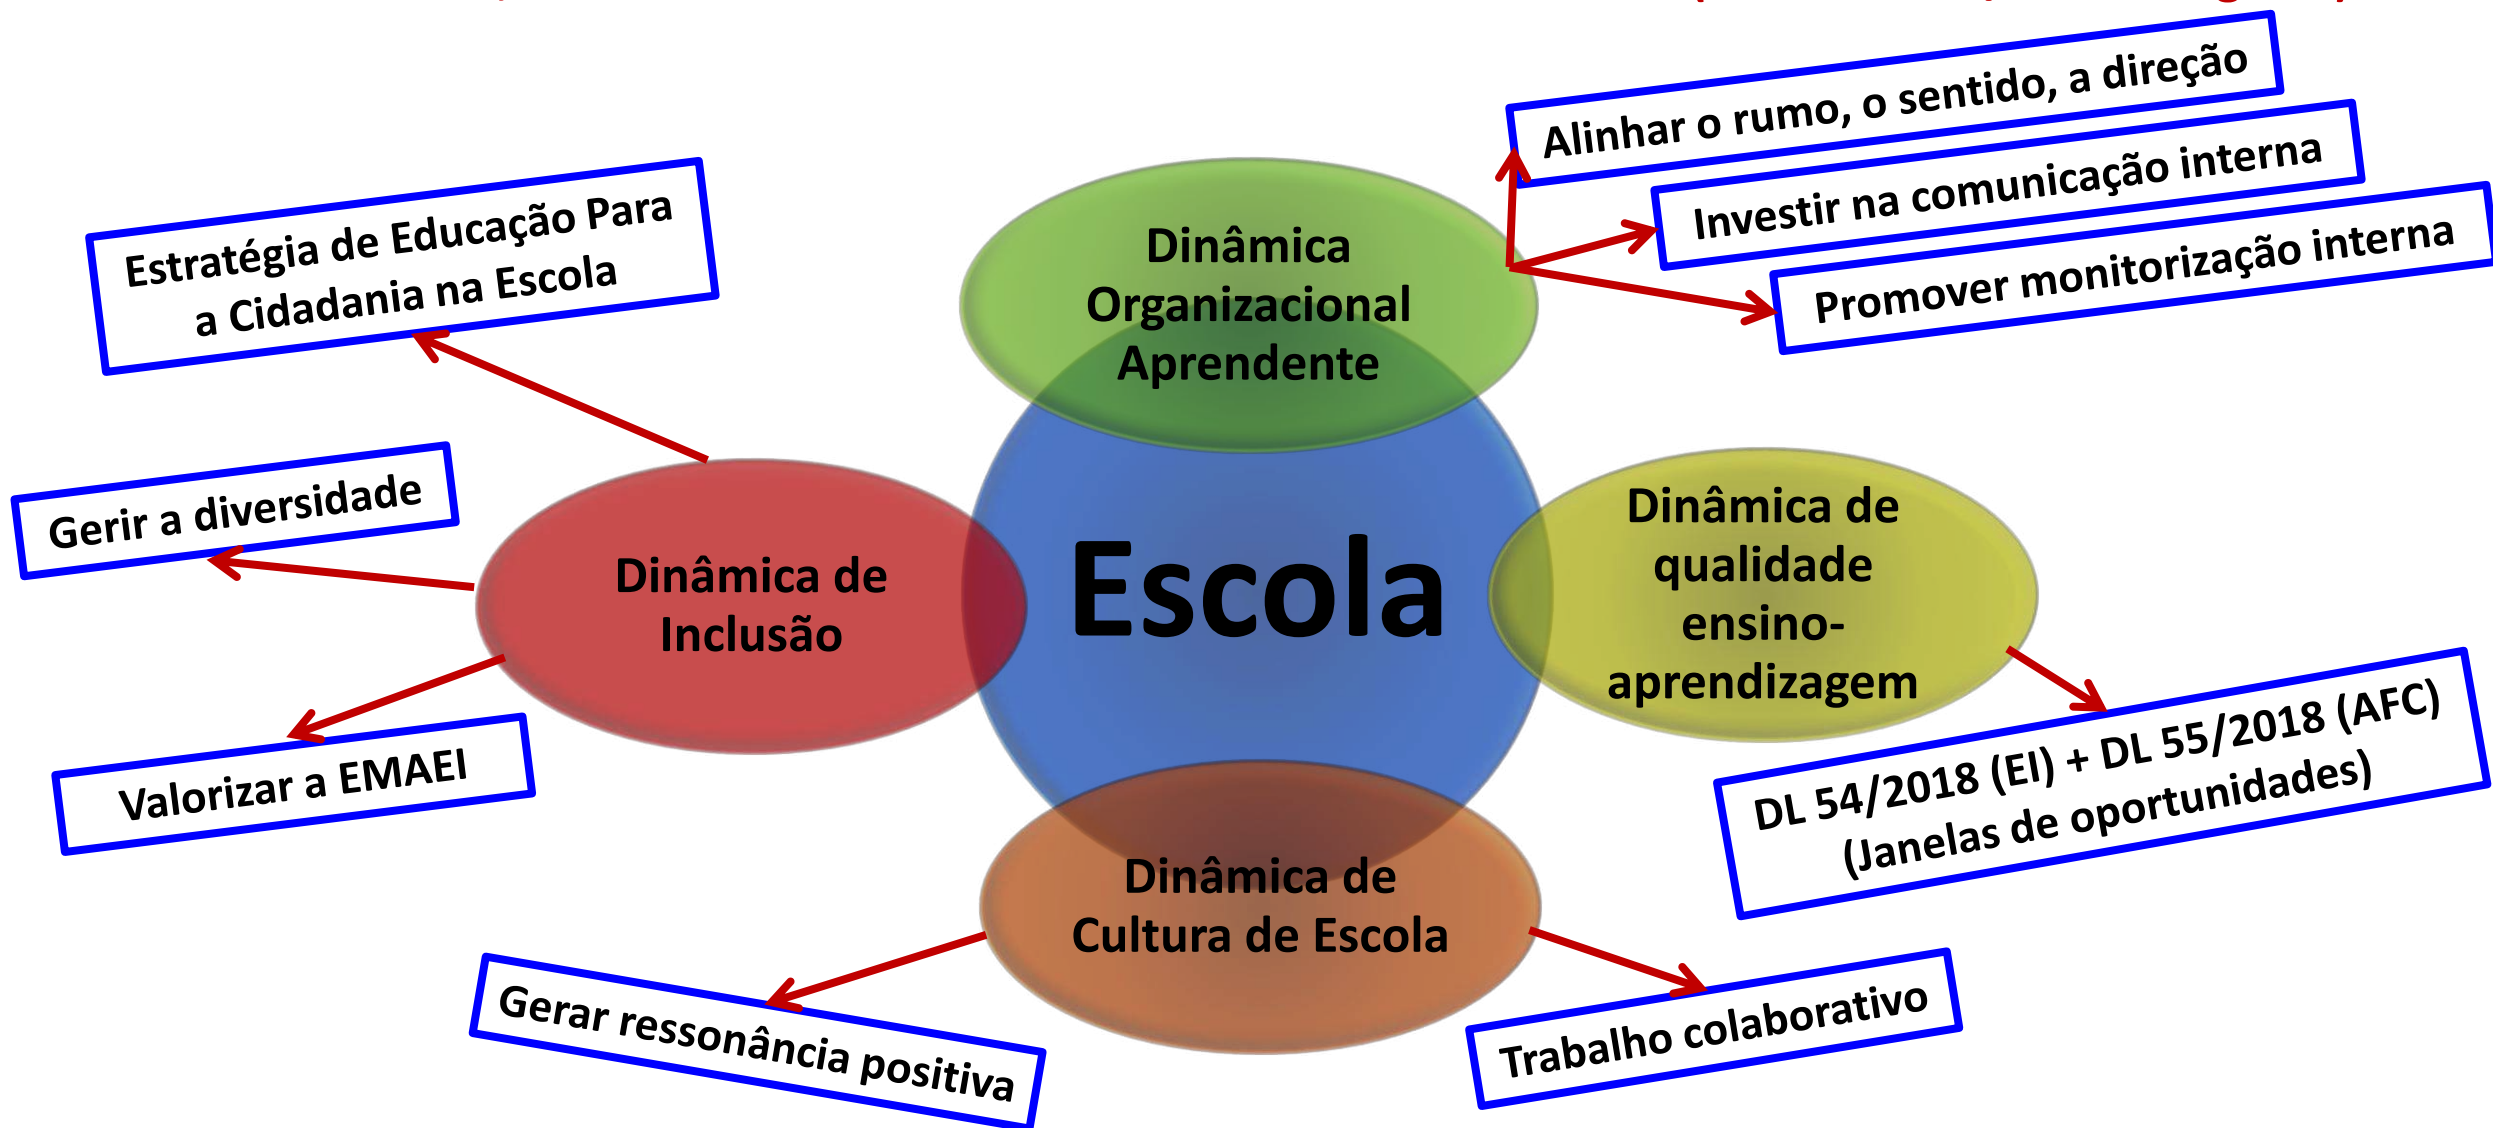 Alinhar o rumo, o sentido, a direção
Investir na comunicação interna
Promover monitorização interna
Estratégia de Educação Para
a Cidadania na Escola
Dinâmica
Organizacional
Aprendente
Gerir a diversidade
Dinâmica de
Inclusão
Escola
Dinâmica de
qualidade
ensino-
aprendizagem
Valorizar a EMAEI
DL 54/2018 (EI) + DL 55/2018 (AFC)
(Janelas de oportunidades)
Dinâmica de
Cultura de Escola
Gerar ressonância positiva
Trabalho colaborativo